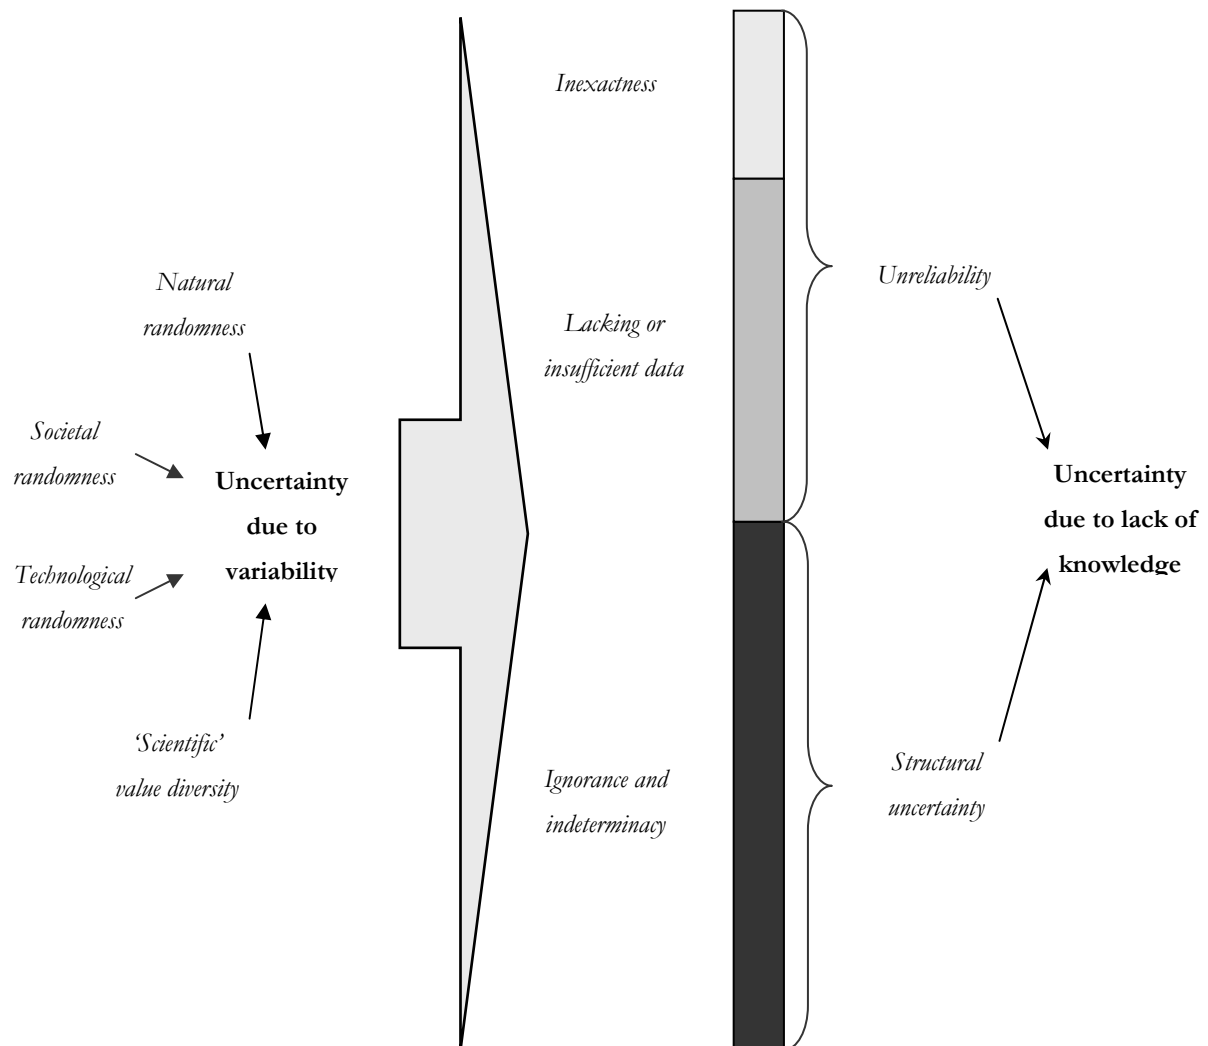 Inexactness
Natural
randomness
Unreliability
Lacking or
insufficient data
Societal
randomness
Uncertainty
due to
variability
Uncertainty
due to lack of
knowledge
Technological
randomness
‘Scientific’
value diversity
Ignorance and
indeterminacy
Structural
uncertainty